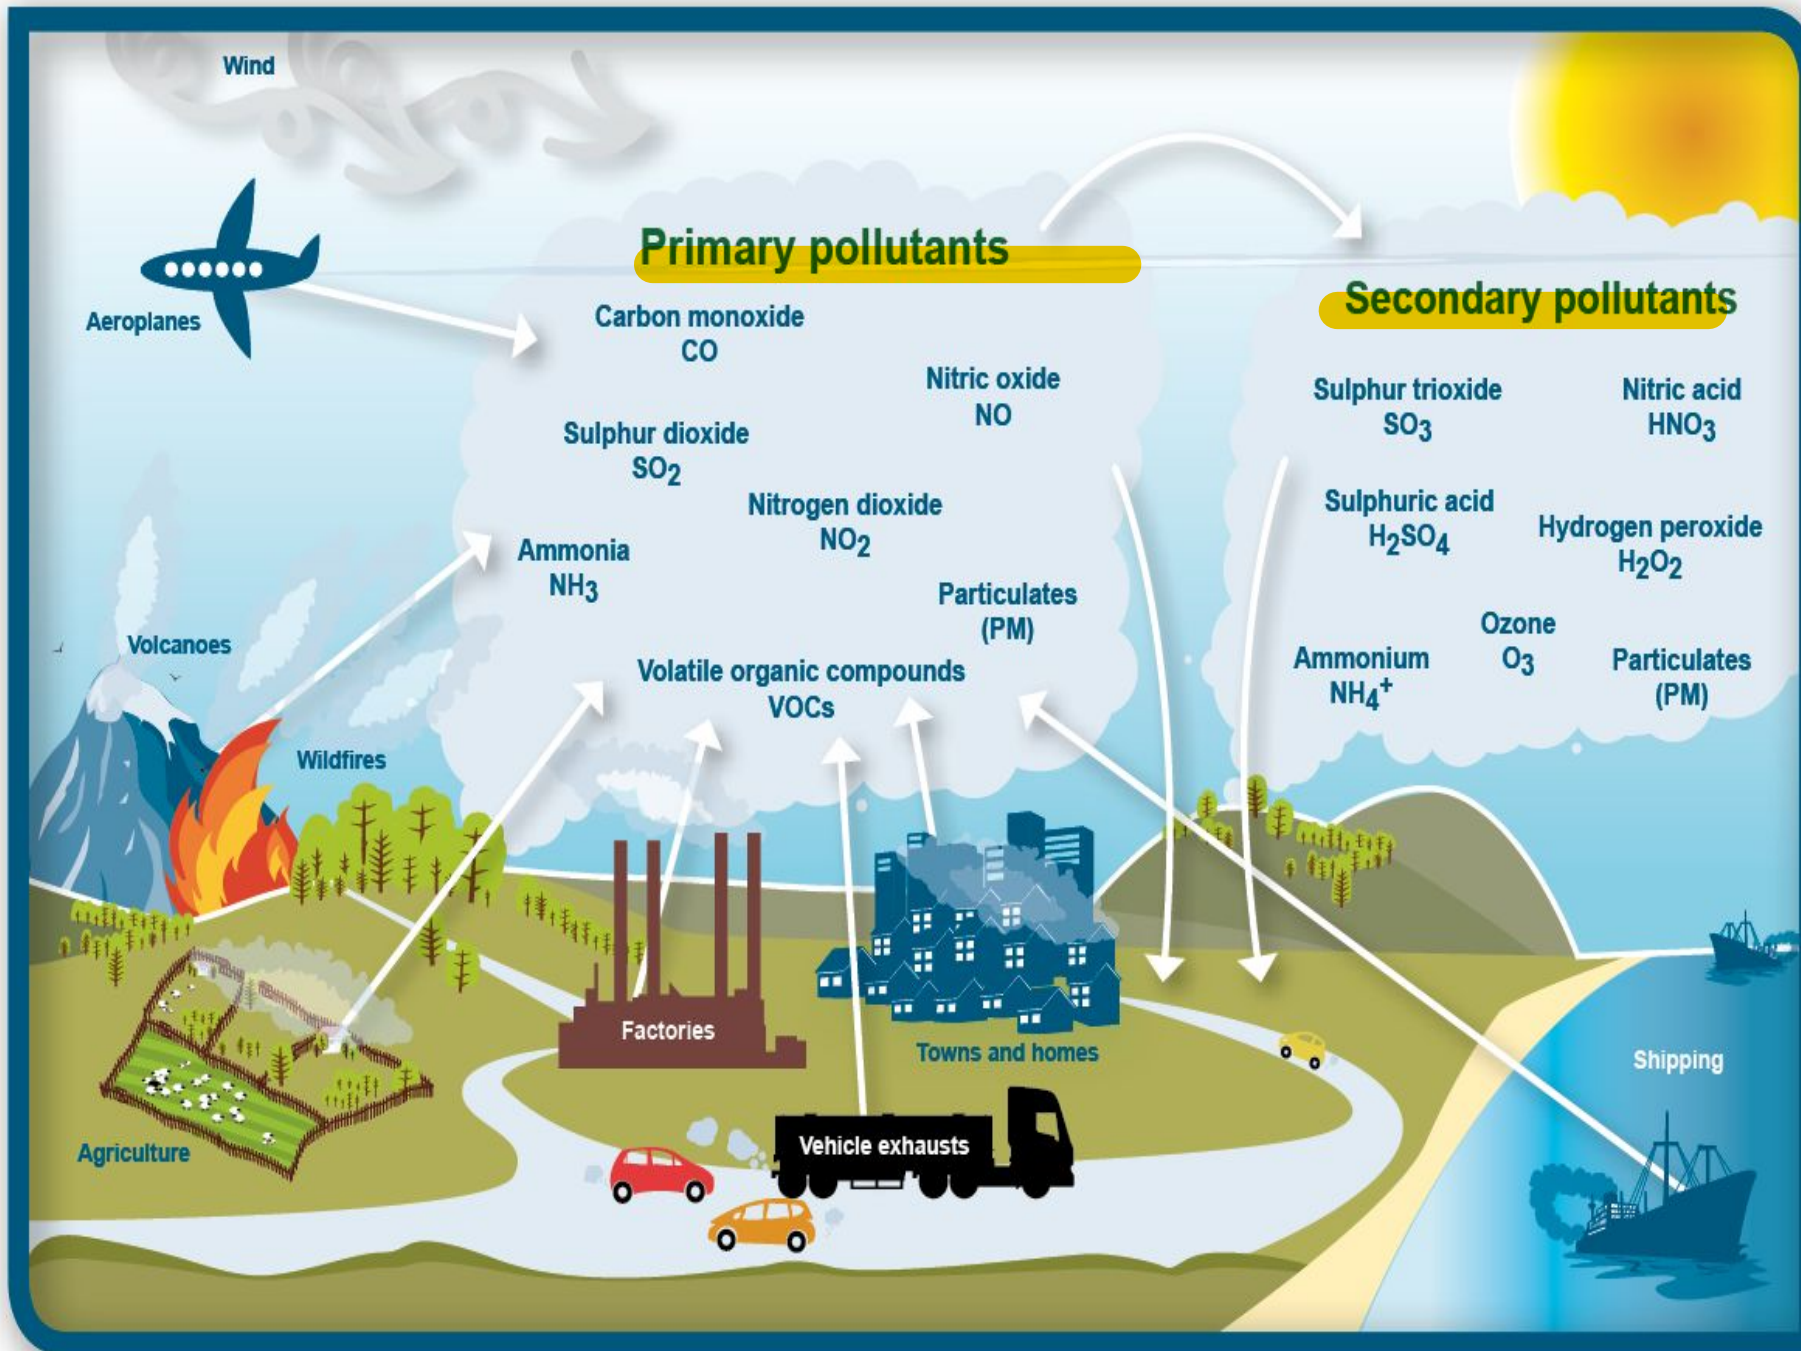 Wind
Aeroplanes
Primary pollutants
Carbon monoxide
CO
Nitric oxide
NO
Sulphur dioxide
SO2
Nitrogen dioxide
NO2
Ammonia
NH3
Particulates
(PM)
Volatile organic compounds
VOCs
Secondary pollutants
Sulphur trioxide
SO3
Nitric acid
HNO3
Sulphuric acid
H2SO4
Hydrogen peroxide
H2O2
Ozone
O3
Ammonium
NH4+
Particulates
(PM)
Volcanoes
Wildfires
Agriculture
Factories
Towns and homes
Vehicle exhausts
Shipping